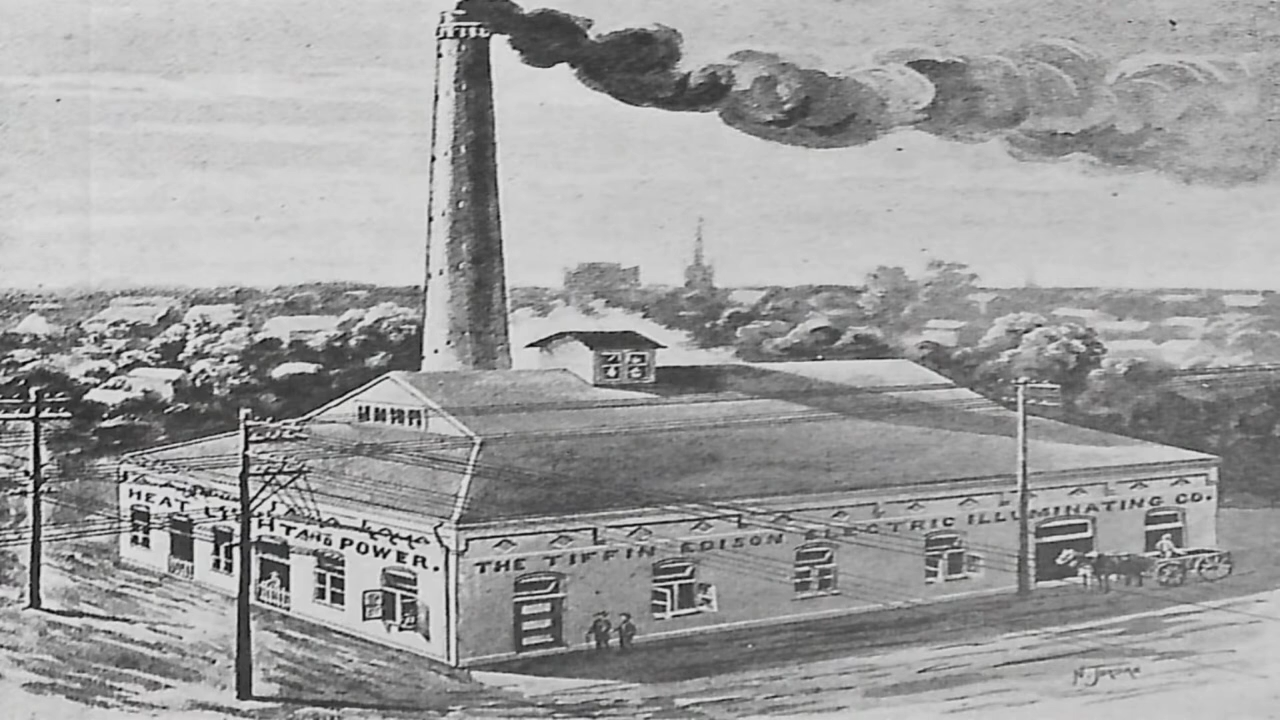 HEAT LIGHT AND POWER.
THE TIFFIN EDISON ELECTRIC ILLUMINATING CO.